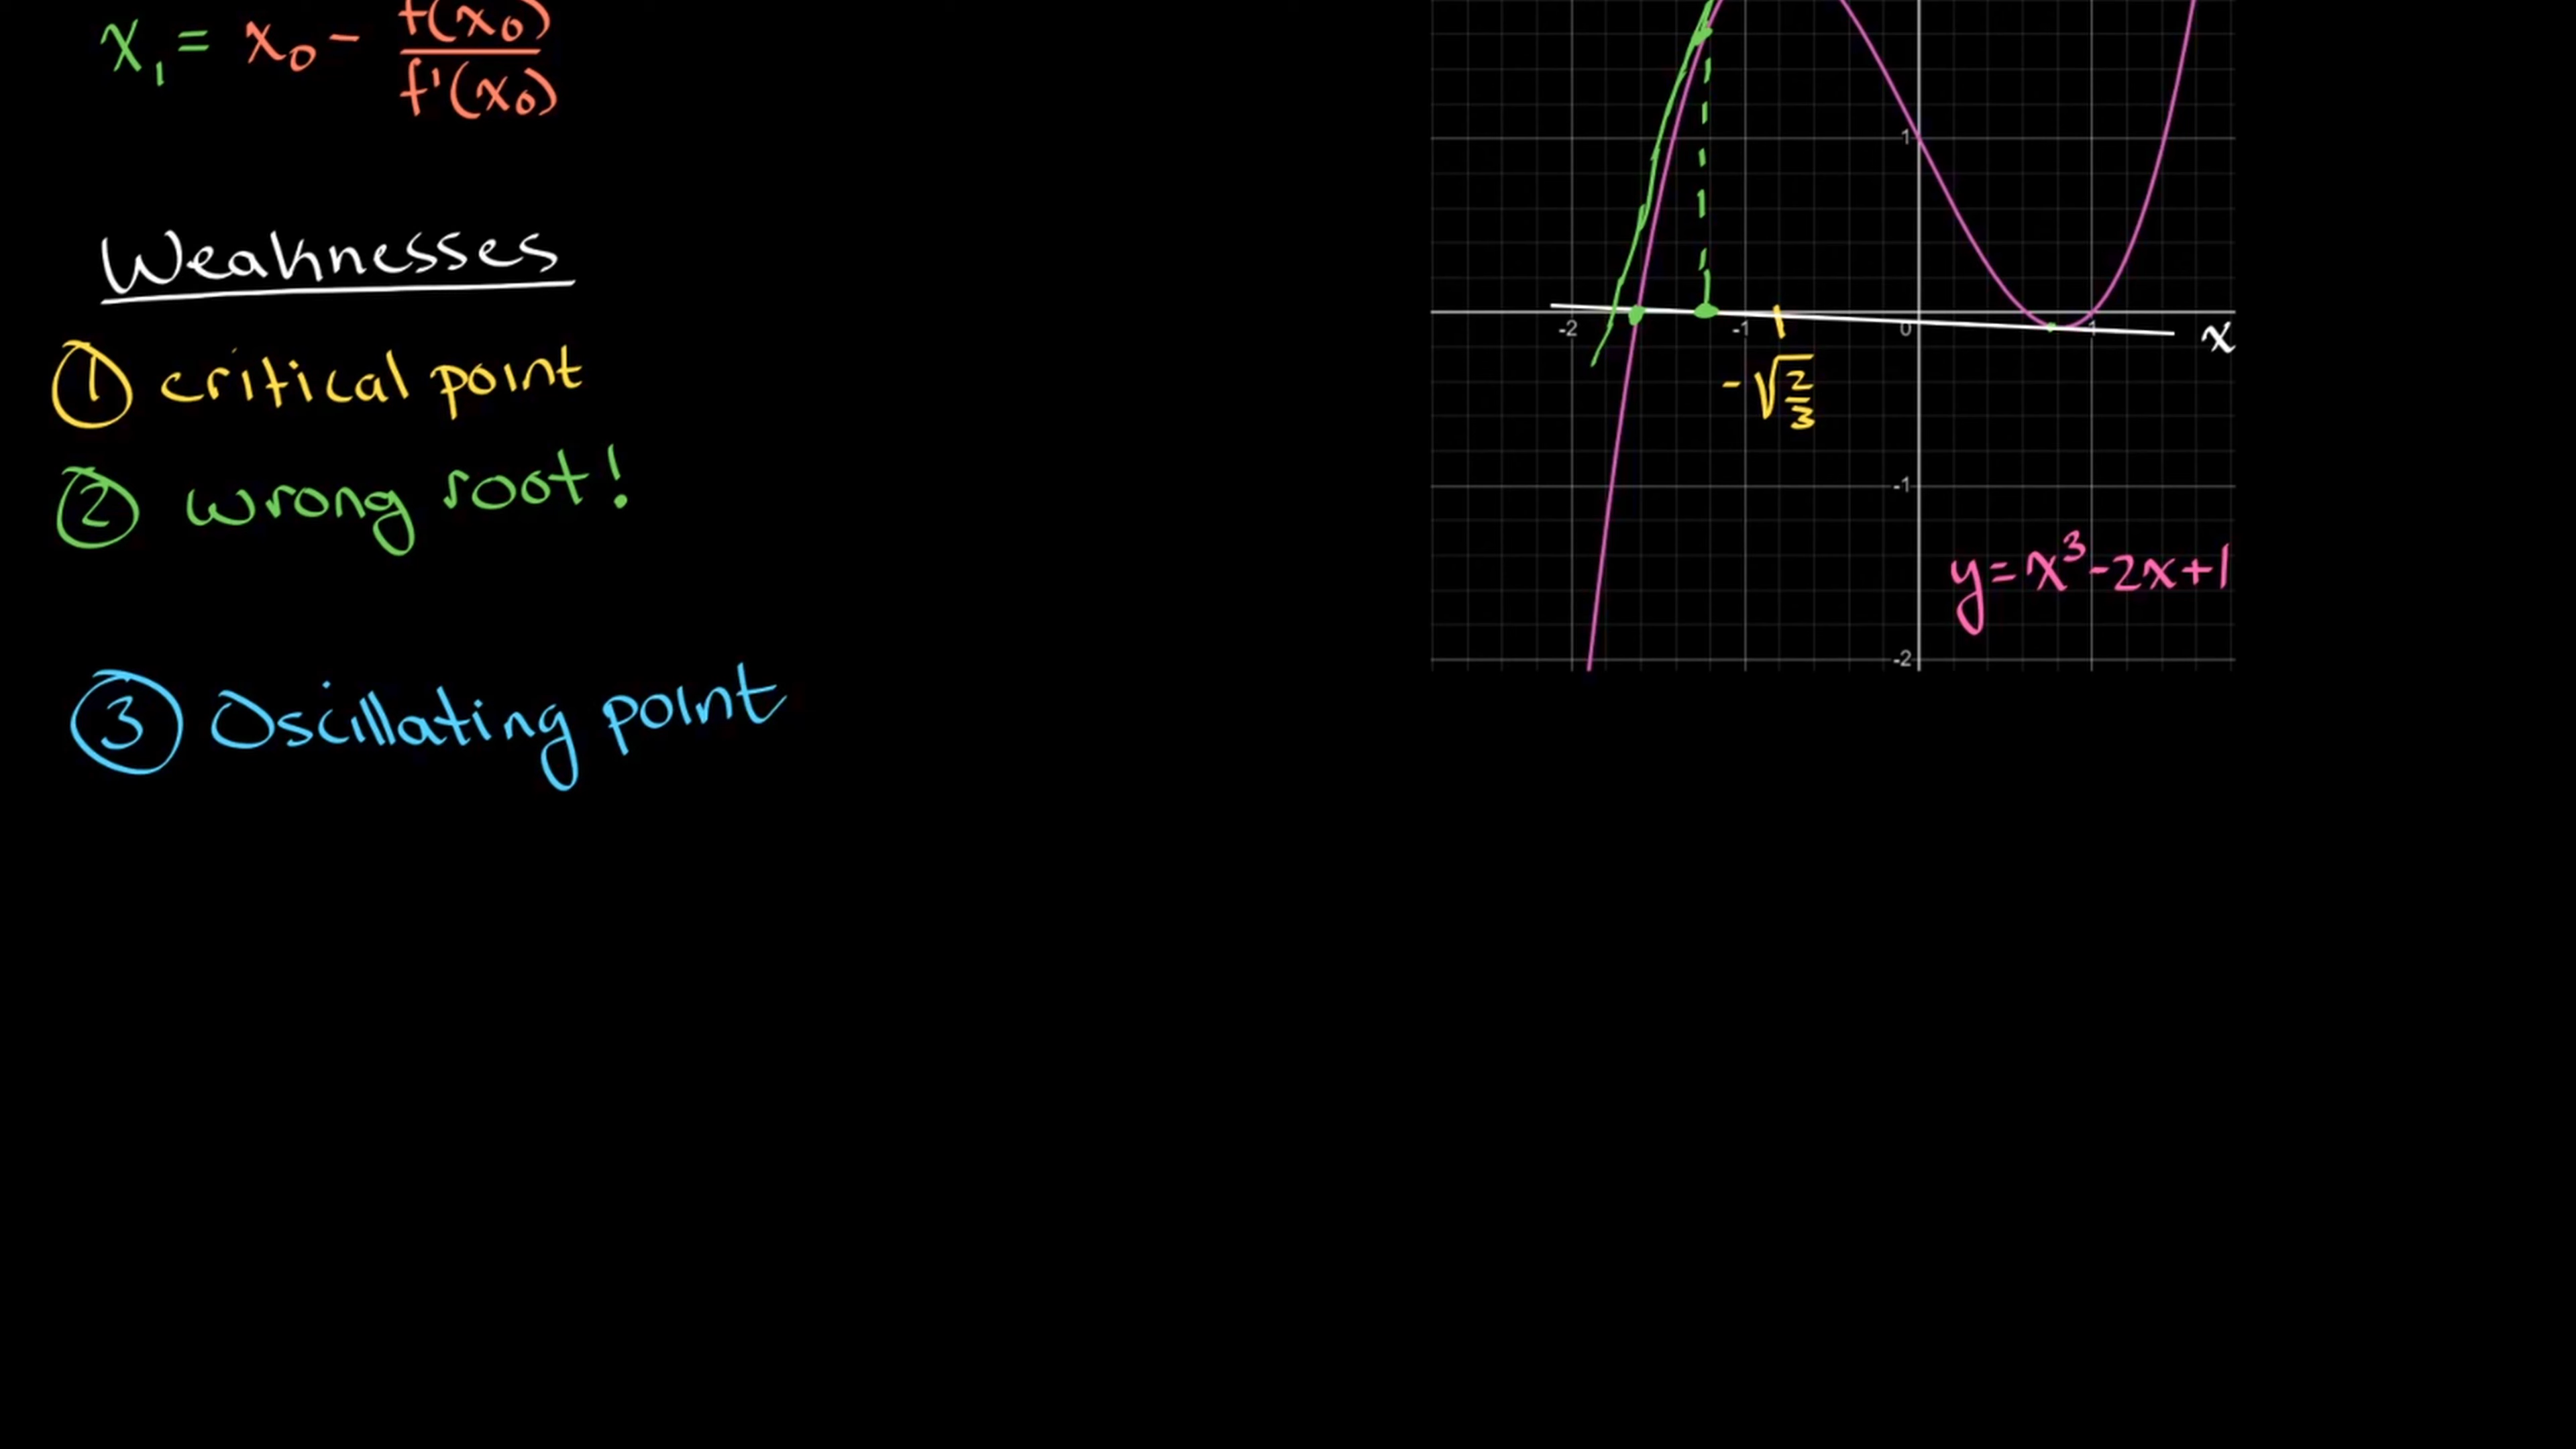 x₁ = x₀ - f(x₀)/f'(x₀)
Weaknesses
① critical point
② wrong root!
③ Oscillating point
1
-2 -1 0 1 x
-√(2/3)
-1
y=x³-2x+1
-2